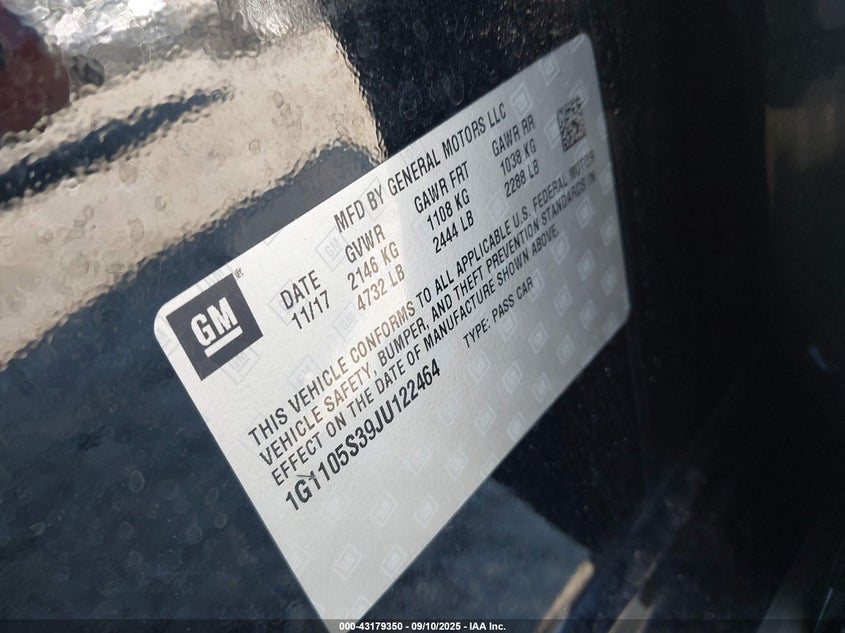 GM
®
MFD BY GENERAL MOTORS LLC
DATE GVWR GAWR FRT GAWR RR
11/17 2146 KG 1108 KG 1038 KG
4732 LB 2444 LB 2288 LB
THIS VEHICLE CONFORMS TO ALL APPLICABLE U.S. FEDERAL MOTOR
VEHICLE SAFETY, BUMPER, AND THEFT PREVENTION STANDARDS IN
EFFECT ON THE DATE OF MANUFACTURE SHOWN ABOVE.
1G1105S39JU122464 TYPE: PASS CAR
000-43179350 - 09/10/2025 - IAA Inc.